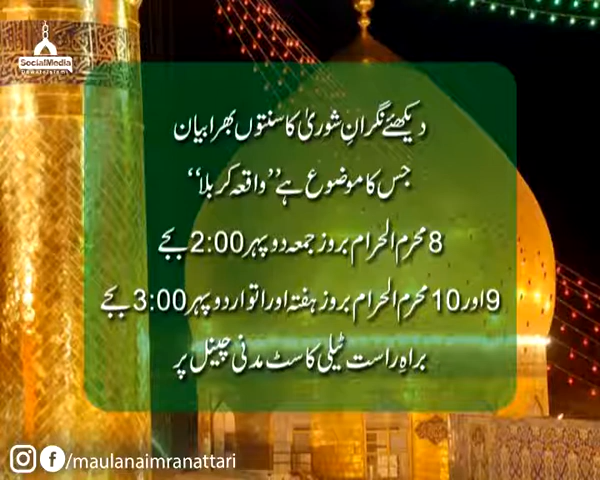 SocialMedia
Dawateislami
دیکھئے نگرانِ شوریٰ کا سنتوں بھرا بیان
جس کا موضوع ہے ”واقعہ کربلا“
8 محرم الحرام بروز جمعہ دوپہر 2:00 بجے
9 اور 10 محرم الحرام بروز ہفتہ اور اتوار دوپہر 3:00 بجے
براہِ راست ٹیلی کاسٹ مدنی چینل پر
/maulanaimranattari